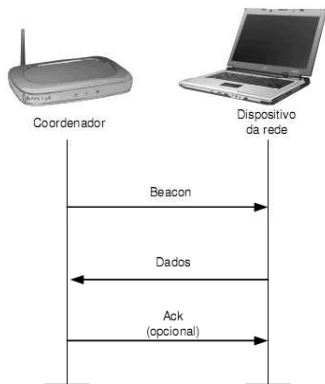 Coordenador
Dispositivo
da rede
Beacon
Dados
Ack
(opcional)